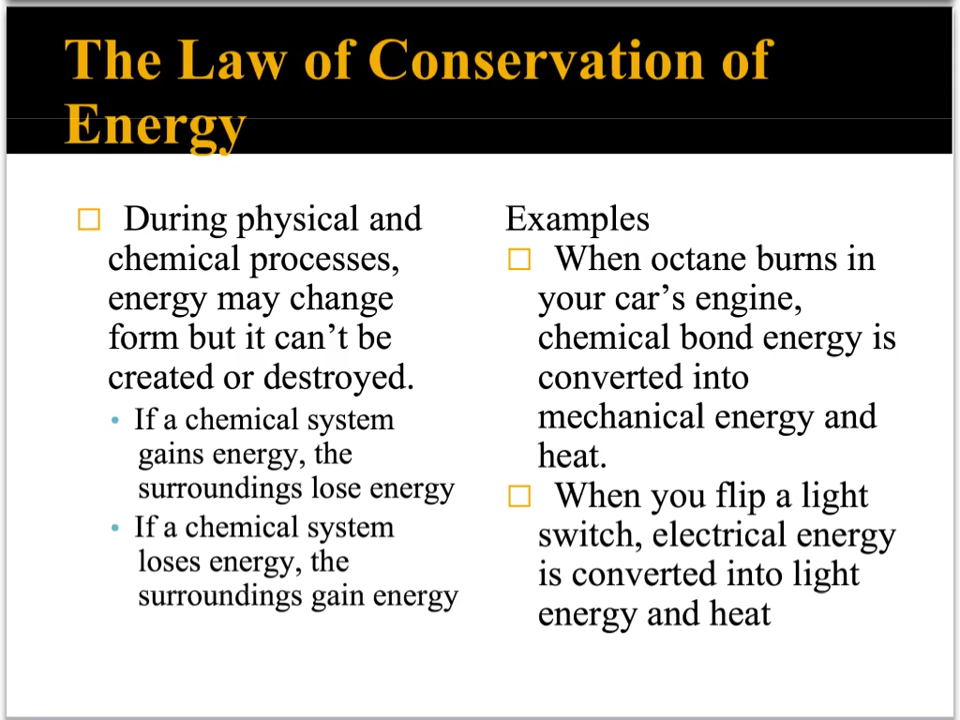 The Law of Conservation of
Energy
During physical and
chemical processes,
energy may change
form but it can’t be
created or destroyed.
• If a chemical system
gains energy, the
surroundings lose energy
• If a chemical system
loses energy, the
surroundings gain energy
Examples
When octane burns in
your car’s engine,
chemical bond energy is
converted into
mechanical energy and
heat.
When you flip a light
switch, electrical energy
is converted into light
energy and heat